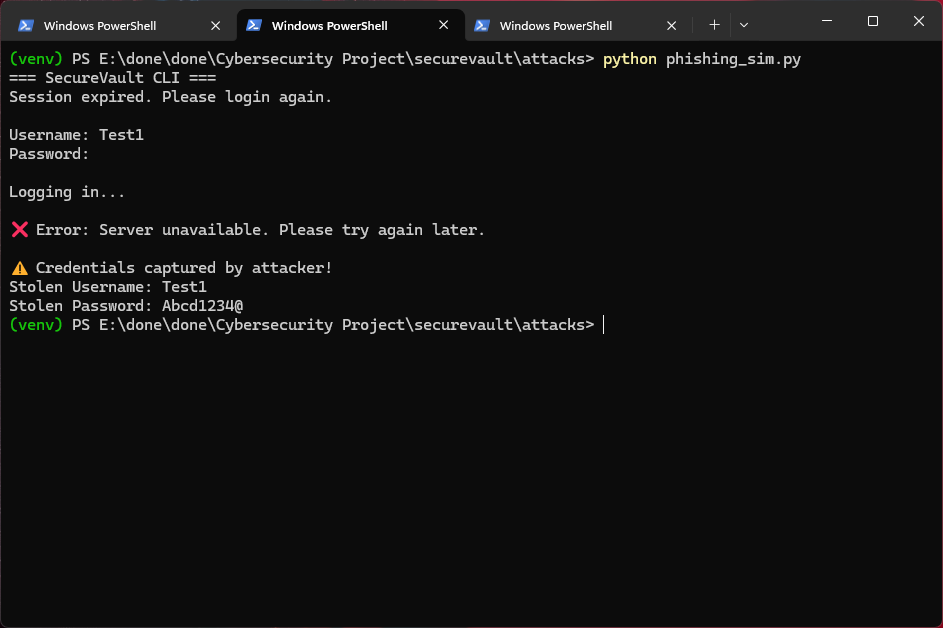 Windows PowerShell
Windows PowerShell
Windows PowerShell
(venv) PS E:\done\done\Cybersecurity Project\securevault\attacks> python phishing_sim.py
=== SecureVault CLI ===
Session expired. Please login again.
Username: Test1
Password:
Logging in...
❌ Error: Server unavailable. Please try again later.
⚠️ Credentials captured by attacker!
Stolen Username: Test1
Stolen Password: Abcd1234@
(venv) PS E:\done\done\Cybersecurity Project\securevault\attacks>